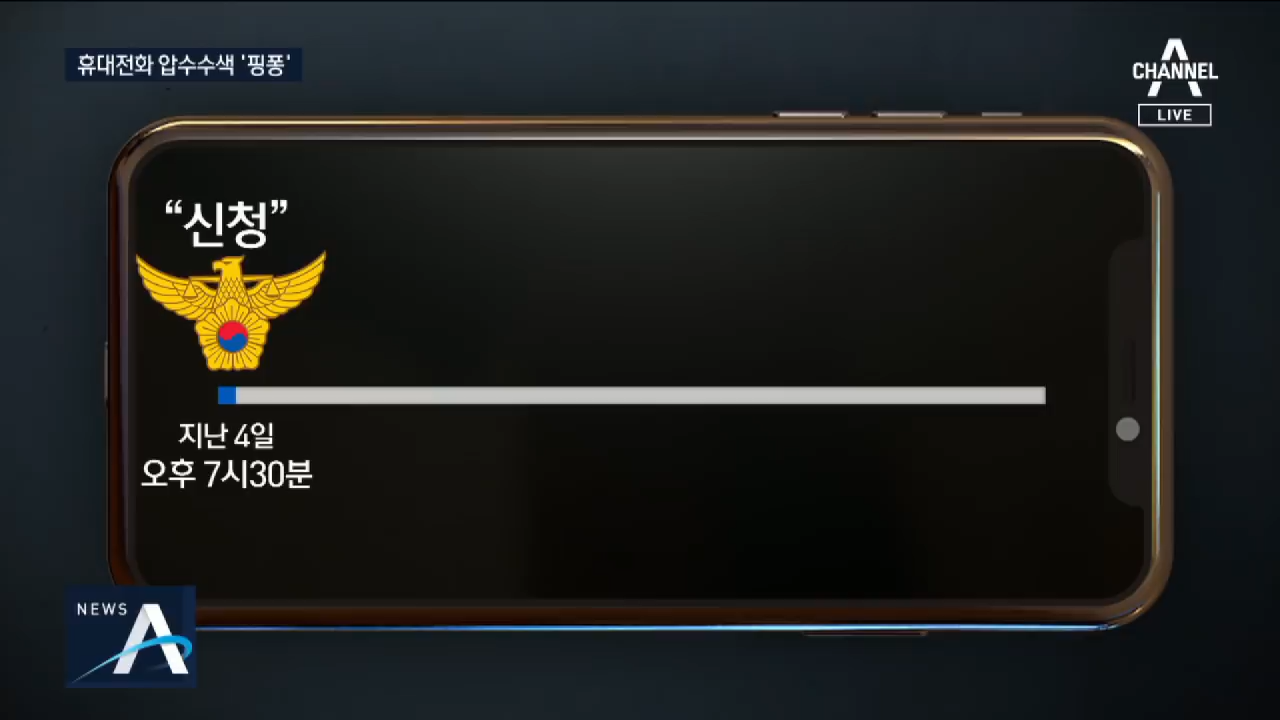 휴대전화 압수수색 '핑퐁'
CHANNEL A
LIVE
“신청”
지난 4일
오후 7시30분
NEWS A